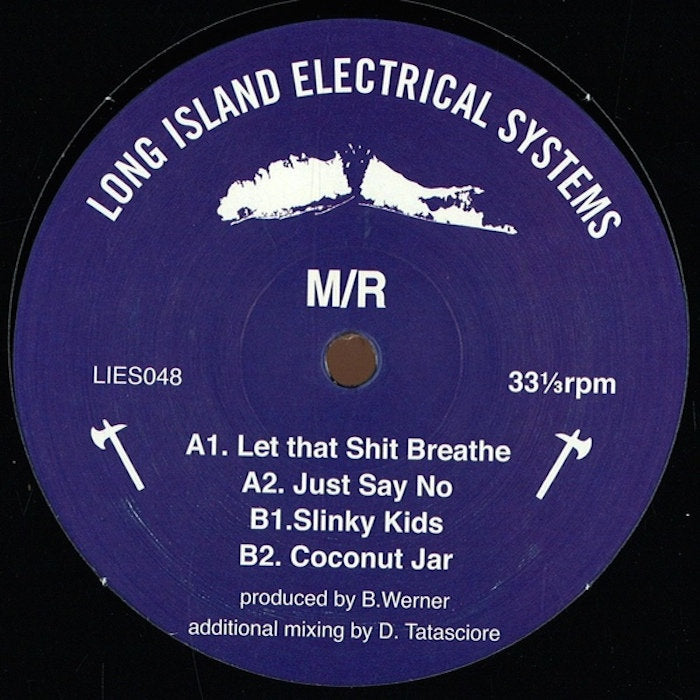 LONG ISLAND ELECTRICAL SYSTEMS
M/R
LIES048
33⅓rpm
A1. Let that Shit Breathe
A2. Just Say No
B1.Slinky Kids
B2. Coconut Jar
produced by B.Werner
additional mixing by D. Tatasciore